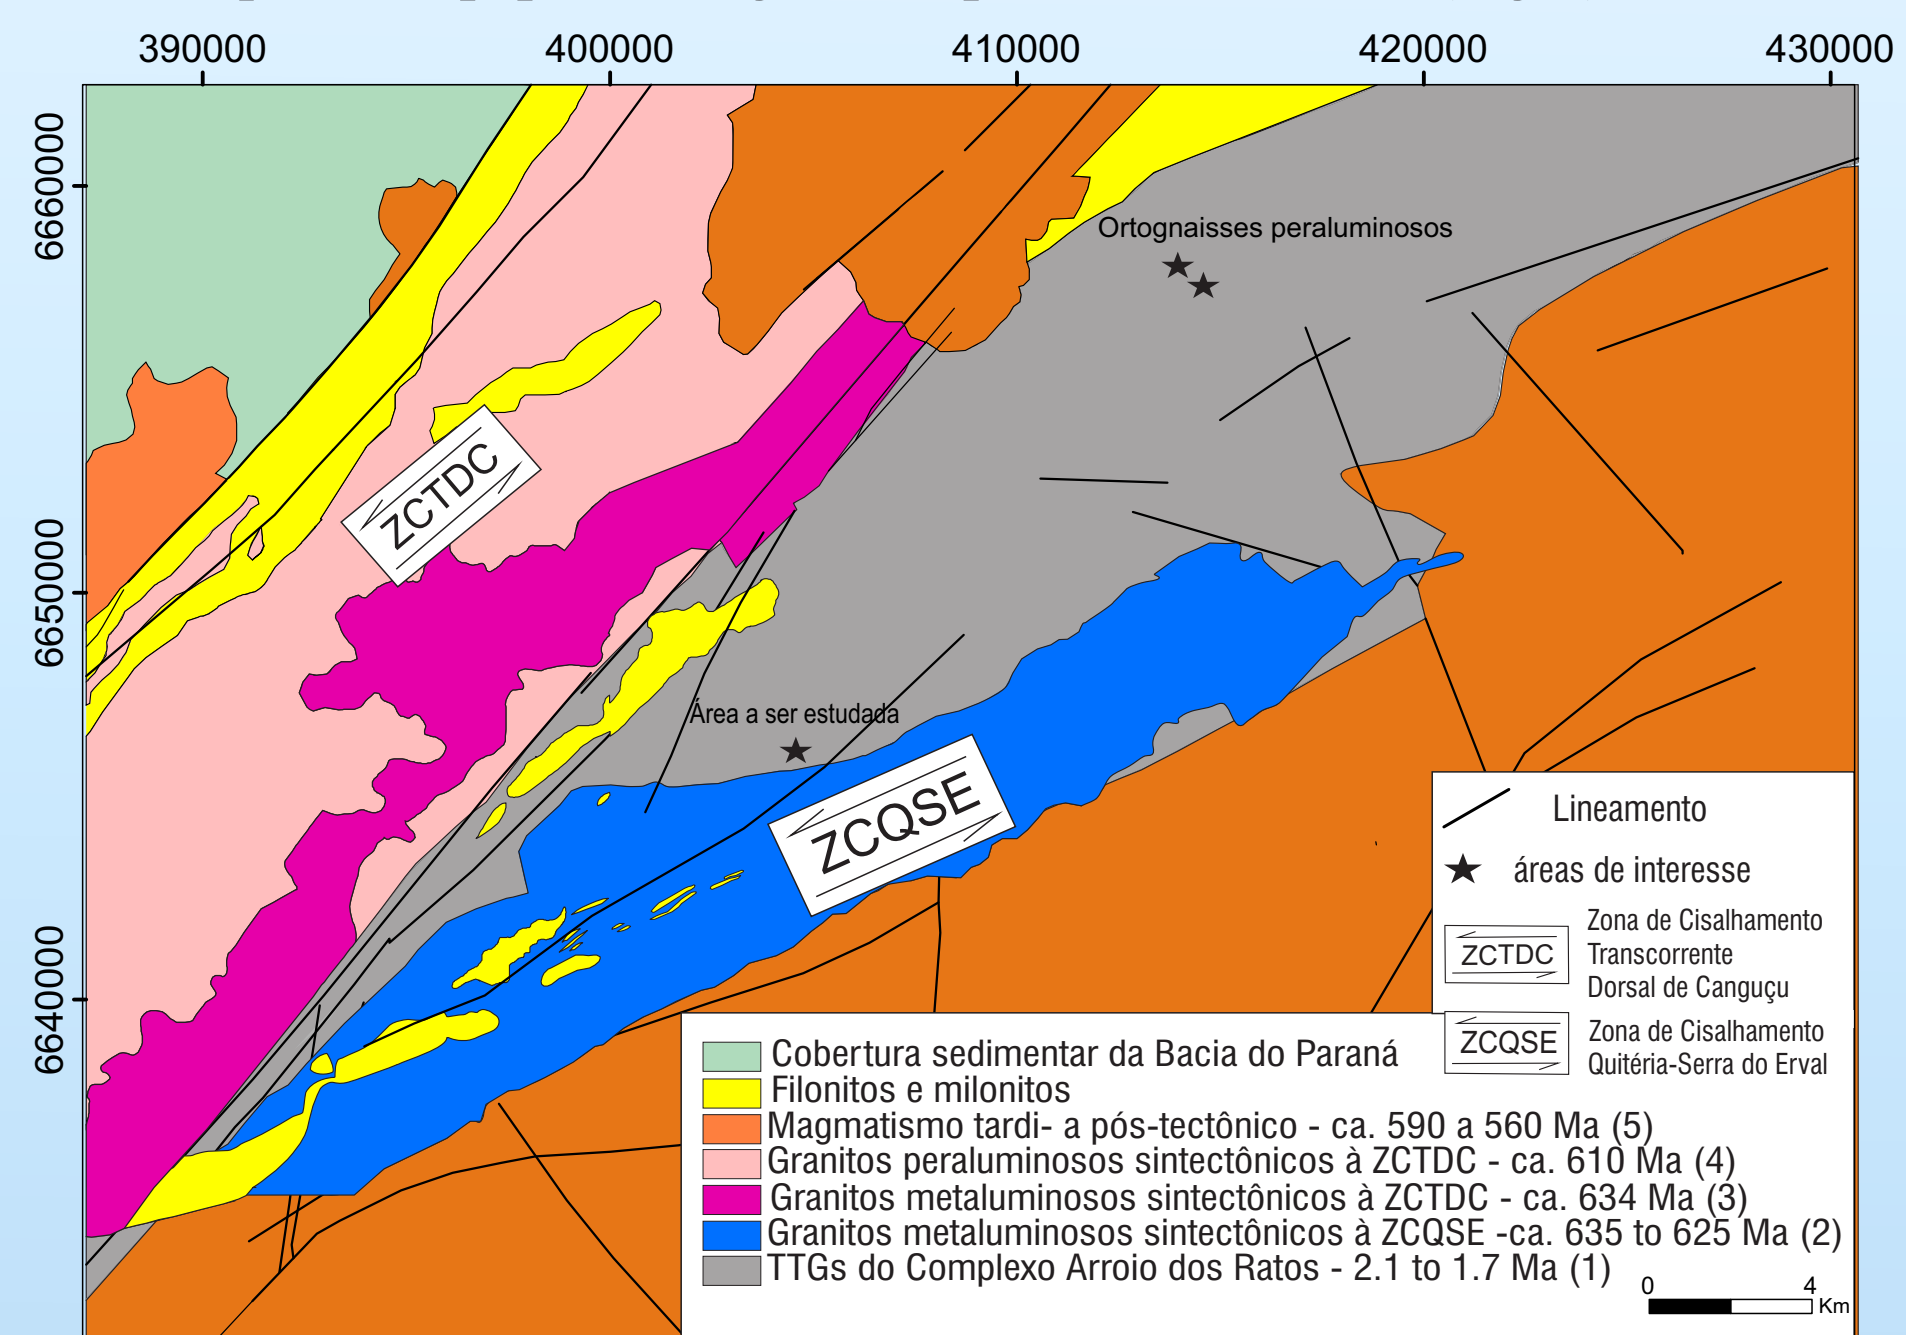 390000
400000
410000
420000
430000
6660000
6650000
6640000
Ortognaisses peraluminosos
ZCTDC
Área a ser estudada
ZCQSE
Lineamento
áreas de interesse
ZCTDC
Zona de Cisalhamento
Transcorrente
Dorsal de Canguçu
ZCQSE
Zona de Cisalhamento
Quitéria-Serra do Erval
Cobertura sedimentar da Bacia do Paraná
Filonitos e milonitos
Magmatismo tardi- a pós-tectônico - ca. 590 a 560 Ma (5)
Granitos peraluminosos sintectônicos à ZCTDC - ca. 610 Ma (4)
Granitos metaluminosos sintectônicos à ZCTDC - ca. 634 Ma (3)
Granitos metaluminosos sintectônicos à ZCQSE -ca. 635 to 625 Ma (2)
TTGs do Complexo Arroio dos Ratos - 2.1 to 1.7 Ma (1)
0 4
Km